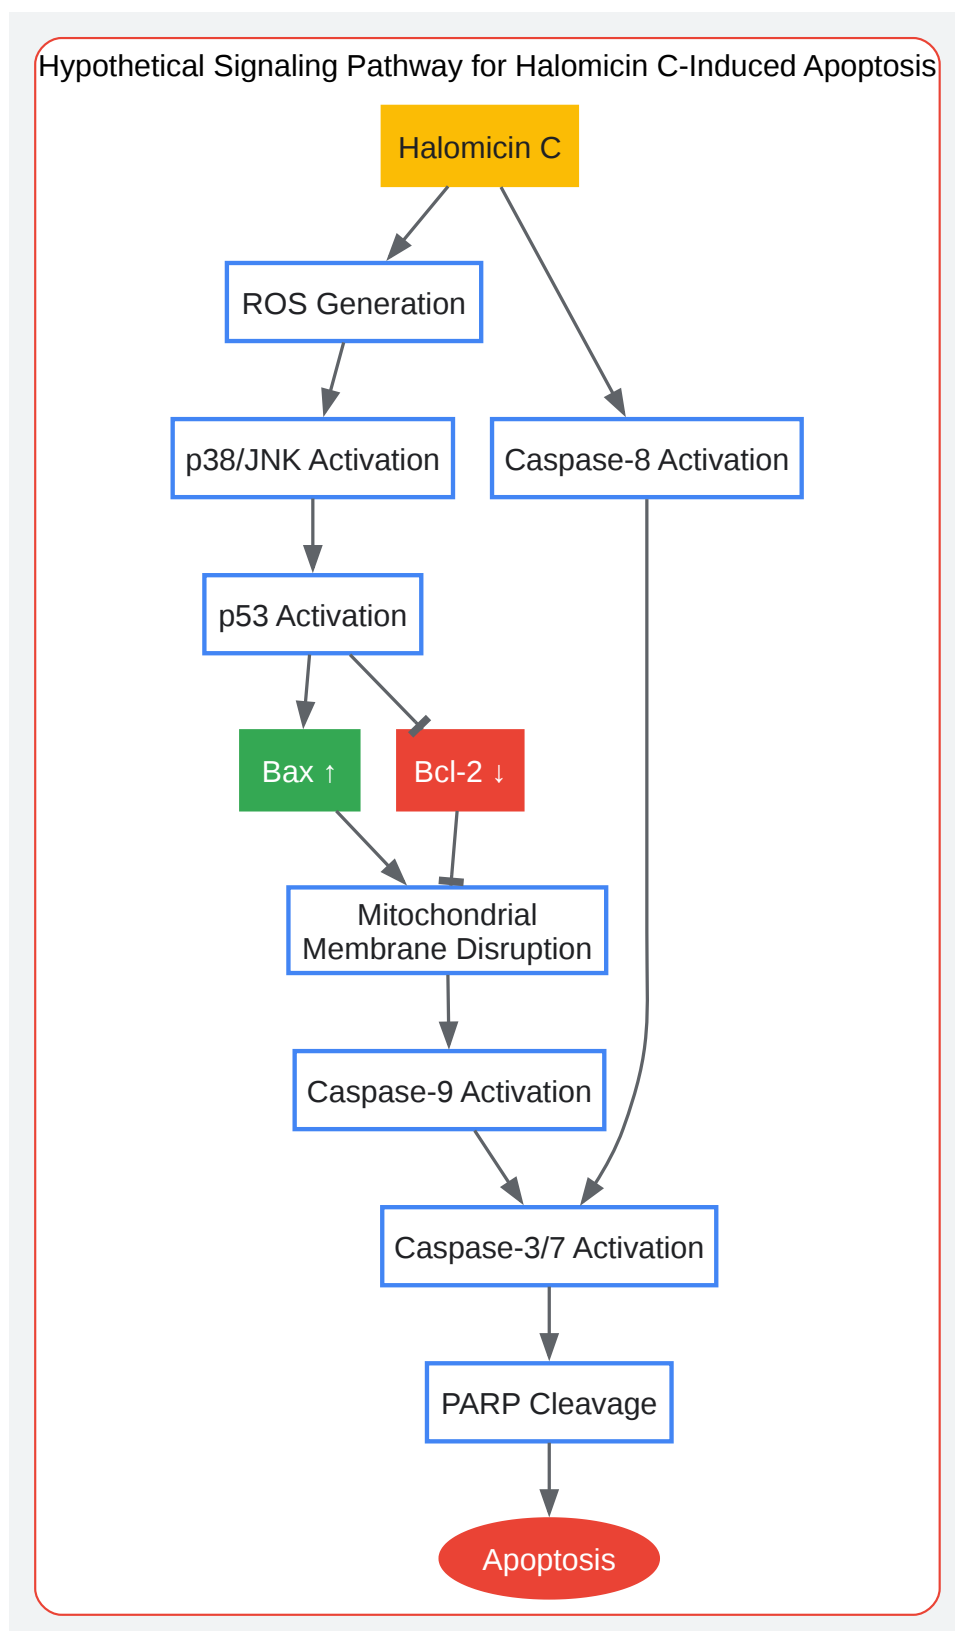 Hypothetical Signaling Pathway for Halomicin C-Induced Apoptosis
Halomicin C
ROS Generation
p38/JNK Activation
Caspase-8 Activation
p53 Activation
Bax ↑
Bcl-2 ↓
Mitochondrial
Membrane Disruption
Caspase-9 Activation
Caspase-3/7 Activation
PARP Cleavage
Apoptosis